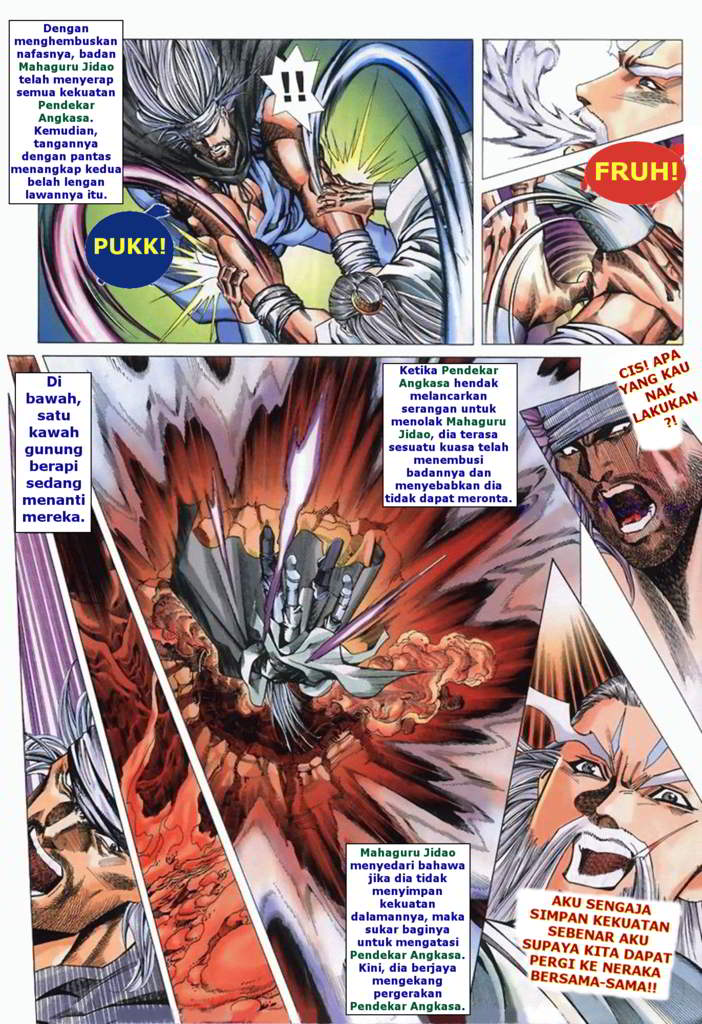 Dengan
menghembuskan
nafasnya, badan
Mahaguru Jidao
telah menyerap
semua kekuatan
Pendekar
Angkasa.
Kemudian,
tangannya
dengan pantas
menangkap kedua
belah lengan
lawannya itu.
!!
FRUH!
PUKK!
Di
bawah,
satu
kawah
gunung
berapi
sedang
menanti
mereka.
Ketika Pendekar
Angkasa hendak
melancarkan
serangan untuk
menolak Mahaguru
Jidao, dia terasa
sesuatu kuasa telah
menembusi
badannya dan
menyebabkan dia
tidak dapat meronta.
CIS! APA
YANG KAU
NAK
LAKUKAN
?!
Mahaguru Jidao
menyedari bahawa
jika dia tidak
menyimpan
kekuatan
dalamannya, maka
sukar baginya
untuk mengatasi
Pendekar Angkasa.
Kini, dia berjaya
mengekang
pergerakan
Pendekar Angkasa.
AKU SENGAJA
SIMPAN KEKUATAN
SEBENAR AKU
SUPAYA KITA DAPAT
PERGI KE NERAKA
BERSAMA-SAMA!!